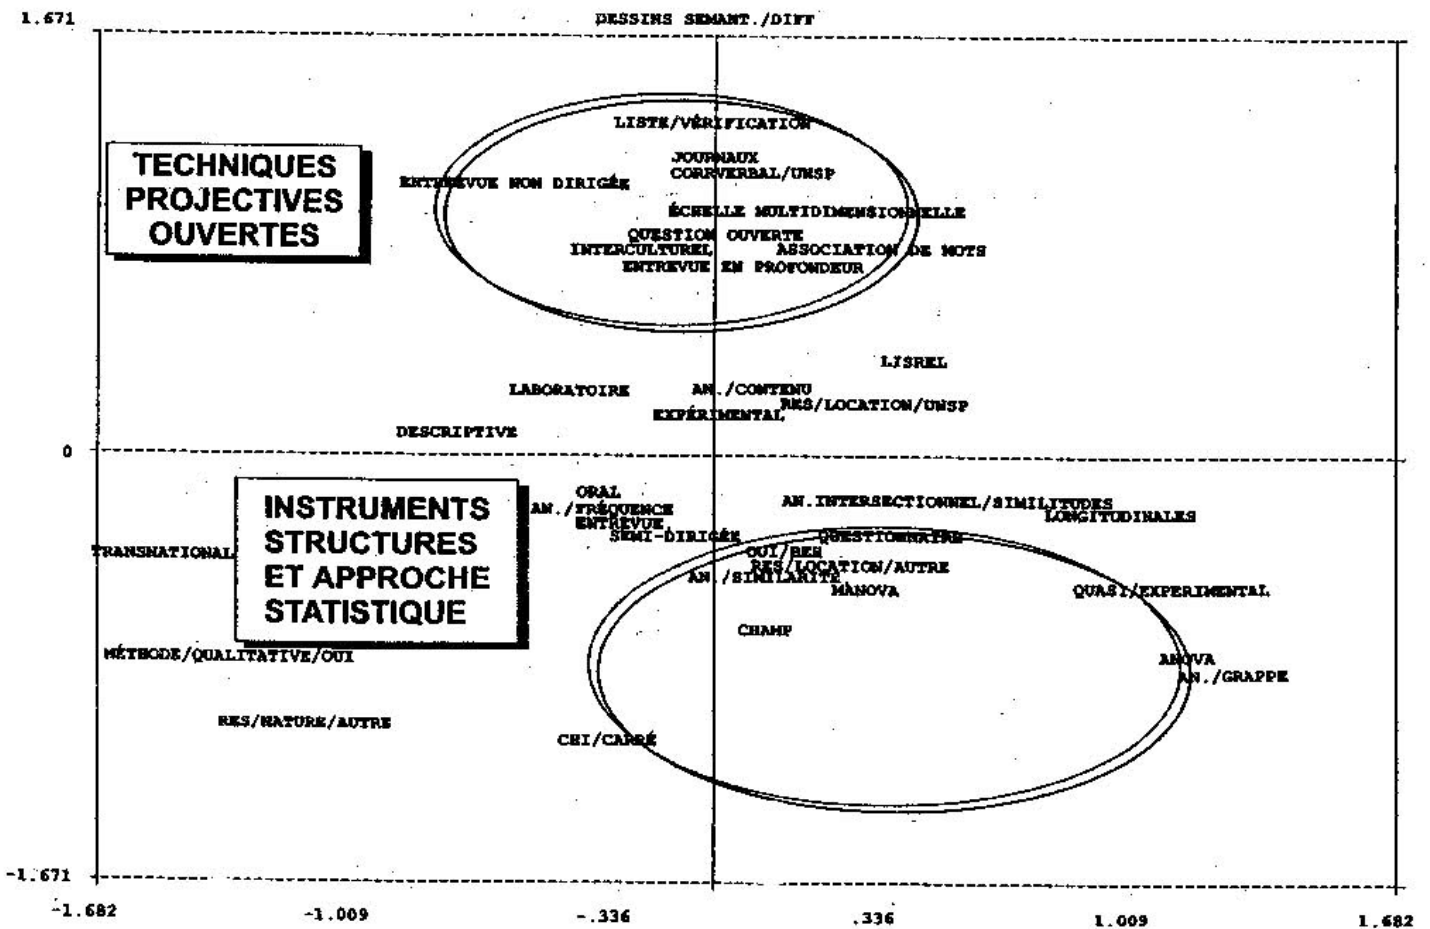 1.671
DESSINS SEMANT./DIFF
LISTE/VÉRIFICATION
TECHNIQUES
PROJECTIVES
OUVERTES
JOURNAUX
CORRVERBAL/UNSP
ENTREVUE NON DIRIGÉE
ÉCHELLE MULTIDIMENSIONNELLE
QUESTION OUVERTE
INTERCULTUREL
ASSOCIATION DE MOTS
ENTREVUE EN PROFONDEUR
LISREL
LABORATOIRE
AN./CONTENU
RES/LOCATION/UNSP
EXPÉRIMENTAL
DESCRIPTIVE
0
INSTRUMENTS
STRUCTURES
ET APPROCHE
STATISTIQUE
ORAL
AN./FRÉQUENCE
ENTREVUE
SEMI-DIRIGÉE
AN.INTERSECTIONNEL/SIMILITUDES
LONGITUDINALES
QUESTIONNAIRE
TRANSNATIONAL
OUI/BEH
RES/LOCATION/AUTRE
AN./SIMILARITÉ
MANOVA
QUASI/EXPERIMENTAL
CHAMP
MÉTHODE/QUALITATIVE/OUI
ANOVA
AN./GRAPPE
RES/NATURE/AUTRE
CHI/CARRÉ
-1.671
-1.682
-1.009
-.336
.336
1.009
1.682